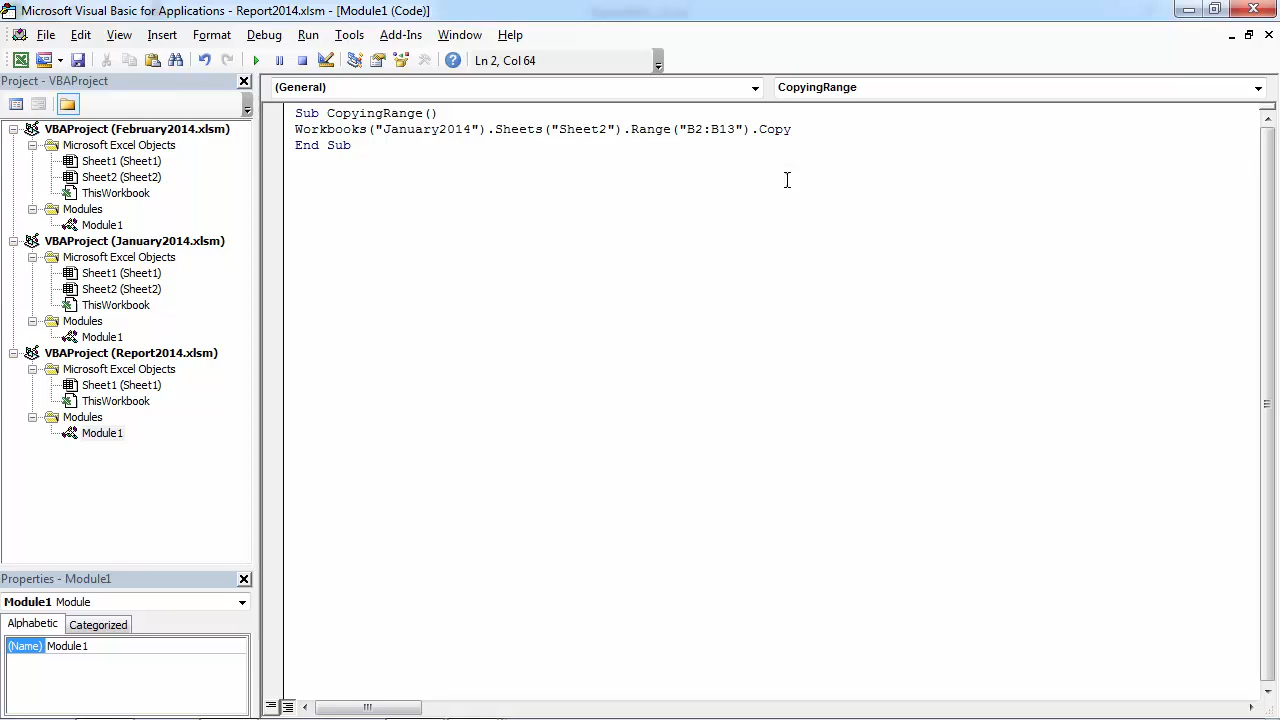 Microsoft Visual Basic for Applications - Report2014.xlsm - [Module1 (Code)]
File Edit View Insert Format Debug Run Tools Add-Ins Window Help
Ln 2, Col 64
Project - VBAProject
(General) CopyingRange
VBAProject (February2014.xlsm)
Microsoft Excel Objects
Sheet1 (Sheet1)
Sheet2 (Sheet2)
ThisWorkbook
Modules
Module1
VBAProject (January2014.xlsm)
Microsoft Excel Objects
Sheet1 (Sheet1)
Sheet2 (Sheet2)
ThisWorkbook
Modules
Module1
VBAProject (Report2014.xlsm)
Microsoft Excel Objects
Sheet1 (Sheet1)
ThisWorkbook
Modules
Module1
Sub CopyingRange()
Workbooks("January2014").Sheets("Sheet2").Range("B2:B13").Copy
End Sub
Properties - Module1
Module1 Module
Alphabetic Categorized
(Name) Module1